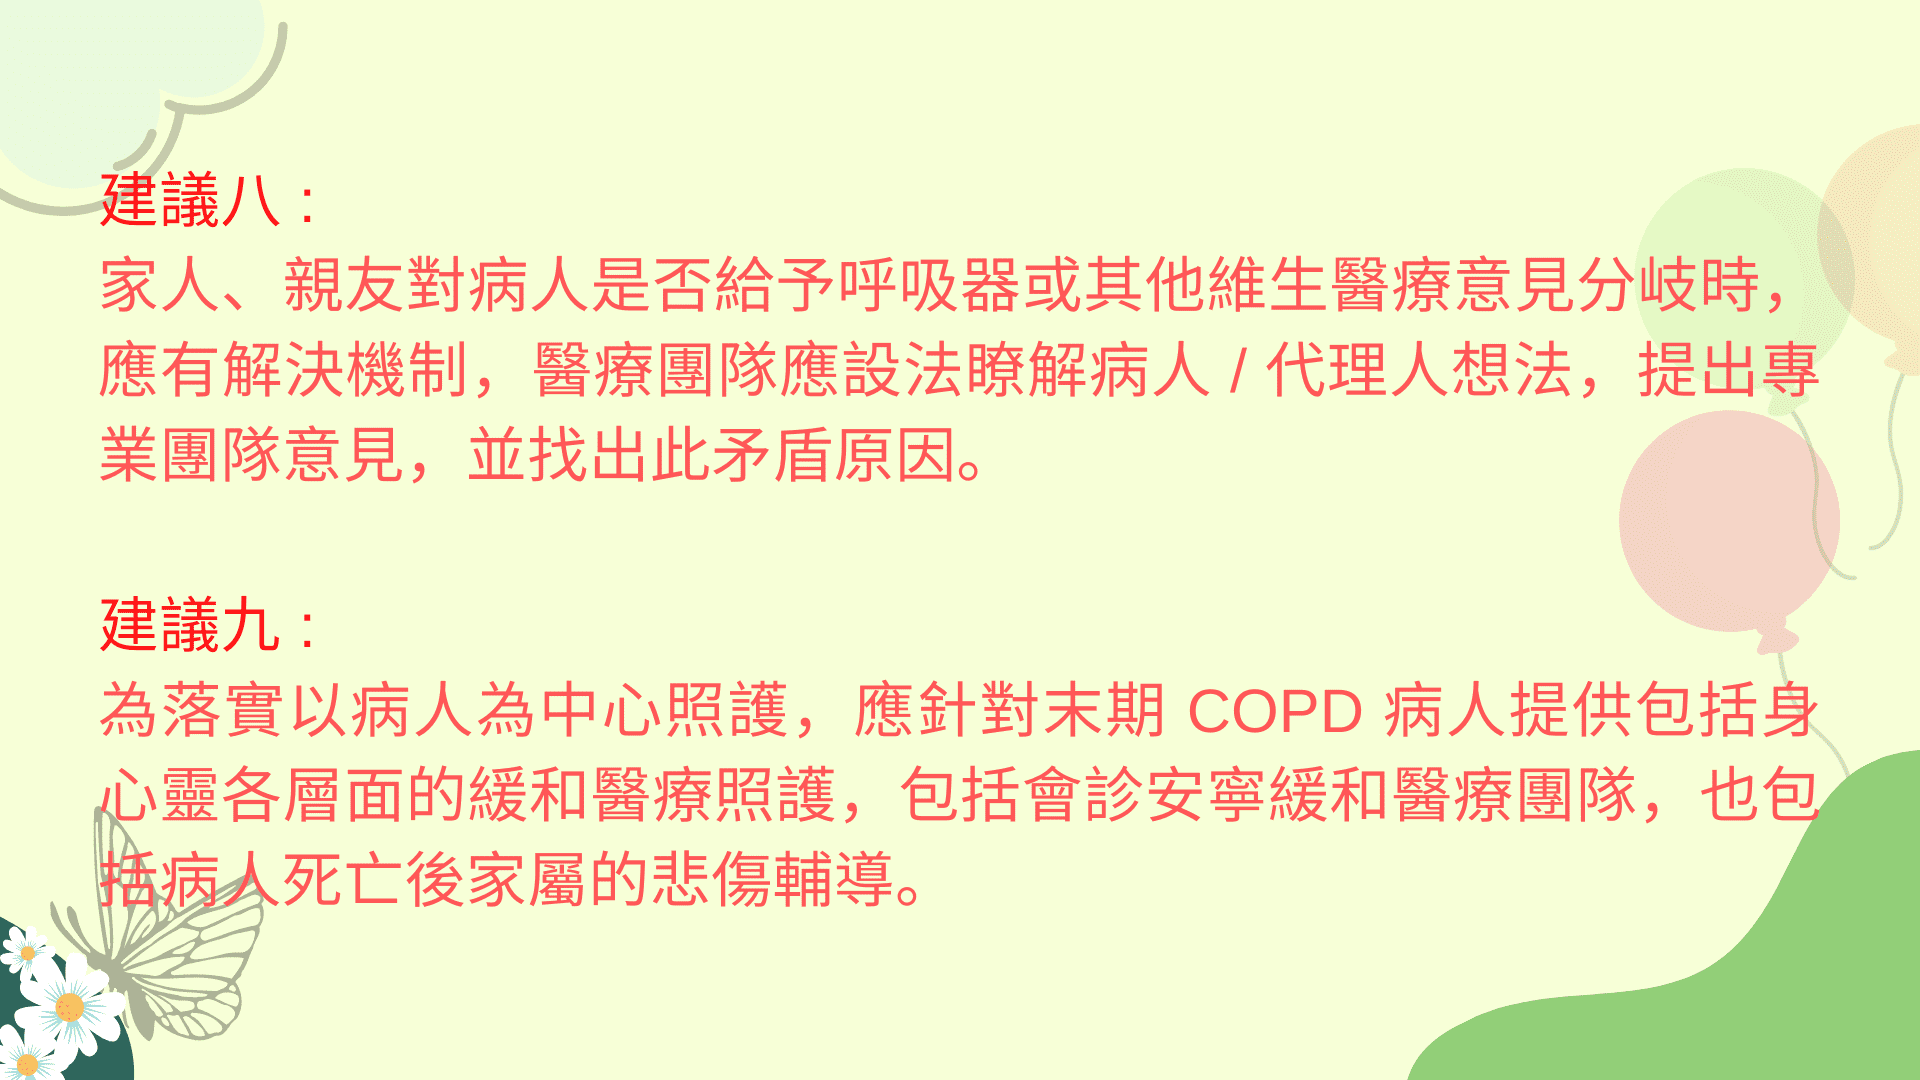 建議八 :
家人、親友對病人是否給予呼吸器或其他維生醫療意見分岐時，
應有解決機制，醫療團隊應設法瞭解病人 / 代理人想法，提出專
業團隊意見，並找出此矛盾原因。
建議九 :
為落實以病人為中心照護，應針對末期 COPD 病人提供包括身
心靈各層面的緩和醫療照護，包括會診安寧緩和醫療團隊，也包
括病人死亡後家屬的悲傷輔導。